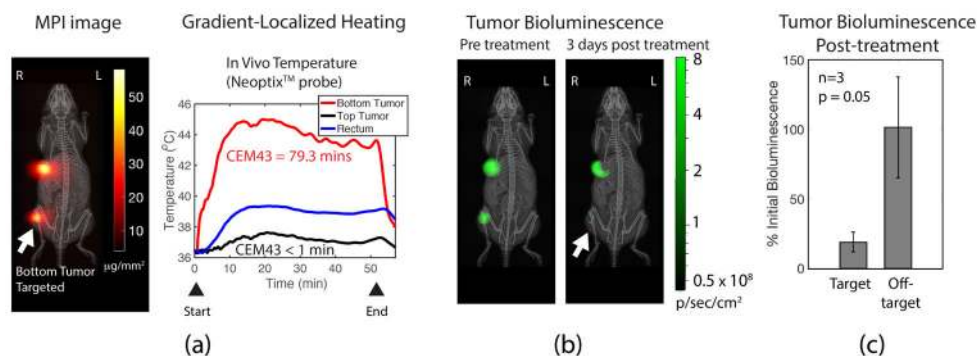 MPI image
Gradient-Localized Heating
Tumor Bioluminescence
Tumor Bioluminescence
Post-treatment
R
L
50
40
30
20
10
μg/mm²
Bottom Tumor
Targeted
In Vivo Temperature
(Neoptix™ probe)
46
44
42
40
38
36
Temperature (°C)
Bottom Tumor
Top Tumor
Rectum
CEM43 = 79.3 mins
CEM43 < 1 min
0
10
20
30
40
50
Time (min)
Start
End
Pre treatment
3 days post treatment
R
L
R
L
8
4
2
1
0.5 x 10⁸
p/sec/cm²
150
100
50
0
% Initial Bioluminescence
n=3
p = 0.05
Target
Off-
target
(a)
(b)
(c)